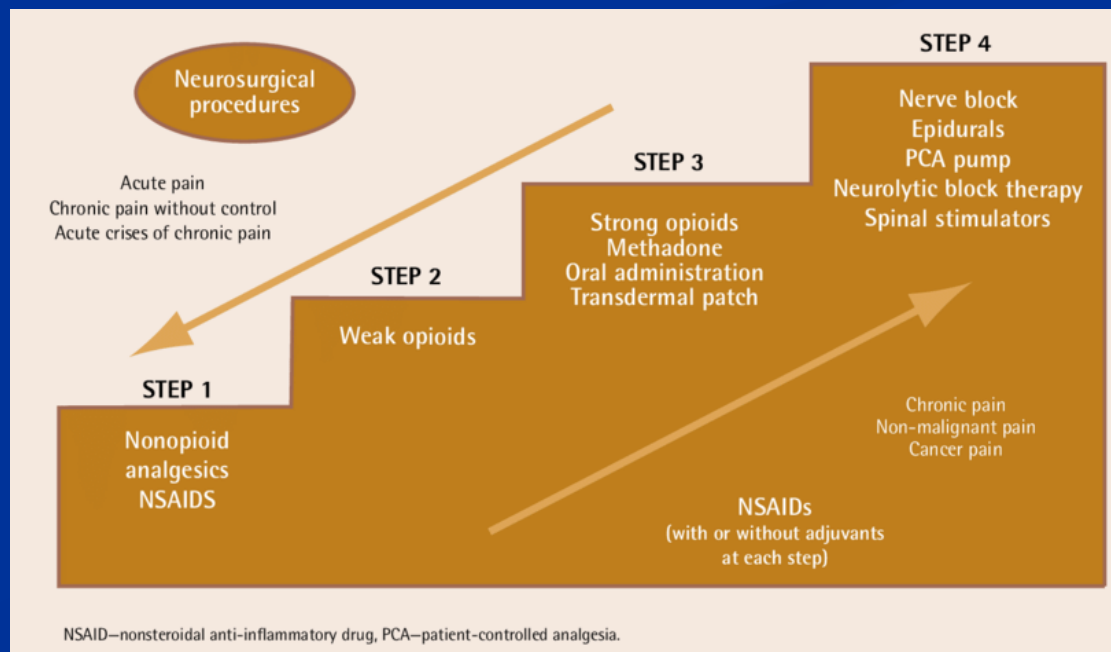 Neurosurgical
procedures
Acute pain
Chronic pain without control
Acute crises of chronic pain
STEP 1
Nonopioid
analgesics
NSAIDS
STEP 2
Weak opioids
STEP 3
Strong opioids
Methadone
Oral administration
Transdermal patch
STEP 4
Nerve block
Epidurals
PCA pump
Neurolytic block therapy
Spinal stimulators
Chronic pain
Non-malignant pain
Cancer pain
NSAIDs
(with or without adjuvants
at each step)
NSAID—nonsteroidal anti-inflammatory drug, PCA—patient-controlled analgesia.